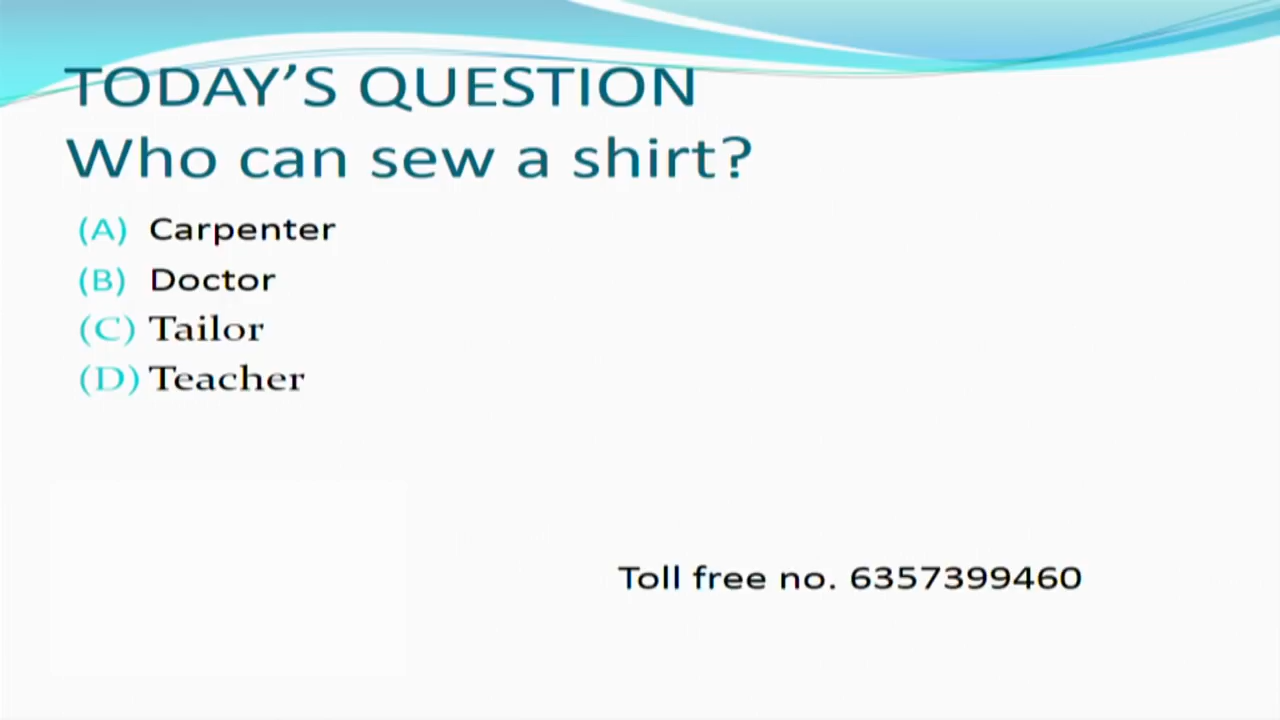 TODAY’S QUESTION
Who can sew a shirt?
(A) Carpenter
(B) Doctor
(C) Tailor
(D) Teacher
Toll free no. 6357399460